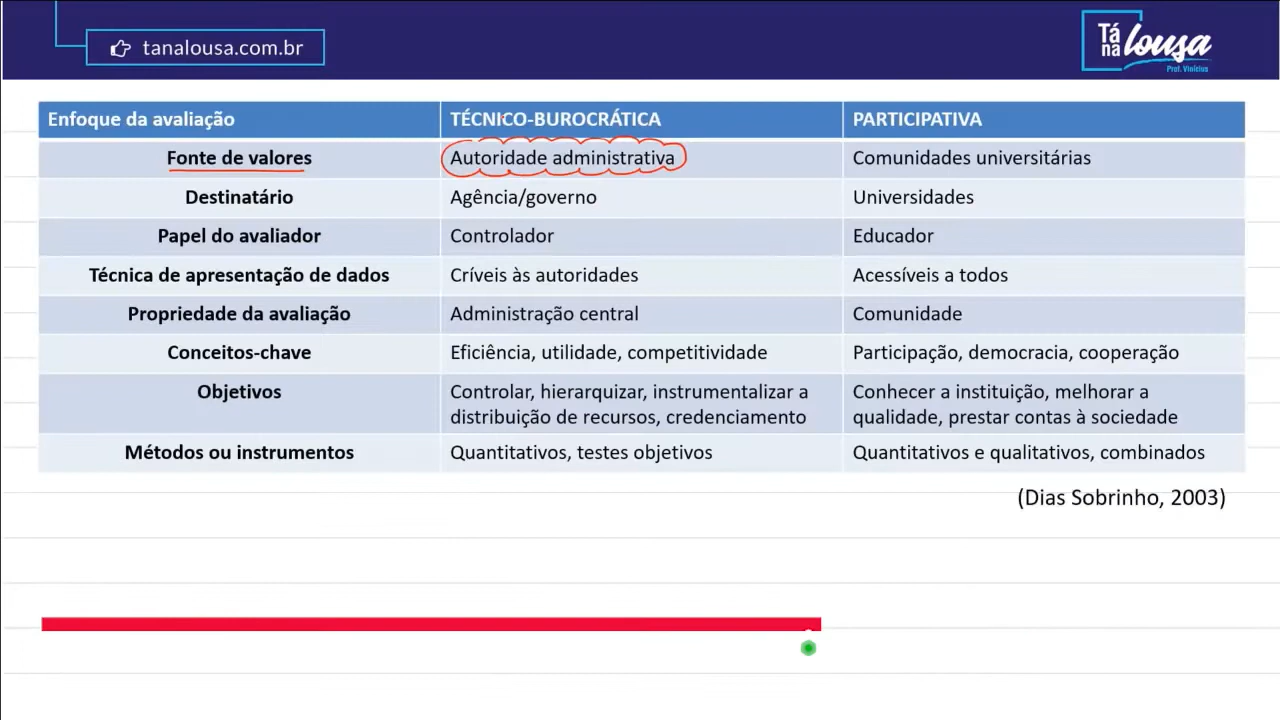 tanalousa.com.br
Tá
na lousa
Prof. Vinítius
Enfoque da avaliação TÉCNICO-BUROCRÁTICA PARTICIPATIVA
Fonte de valores Autoridade administrativa Comunidades universitárias
Destinatário Agência/governo Universidades
Papel do avaliador Controlador Educador
Técnica de apresentação de dados Críveis às autoridades Acessíveis a todos
Propriedade da avaliação Administração central Comunidade
Conceitos-chave Eficiência, utilidade, competitividade Participação, democracia, cooperação
Objetivos Controlar, hierarquizar, instrumentalizar a Conhecer a instituição, melhorar a
distribuição de recursos, credenciamento qualidade, prestar contas à sociedade
Métodos ou instrumentos Quantitativos, testes objetivos Quantitativos e qualitativos, combinados
(Dias Sobrinho, 2003)